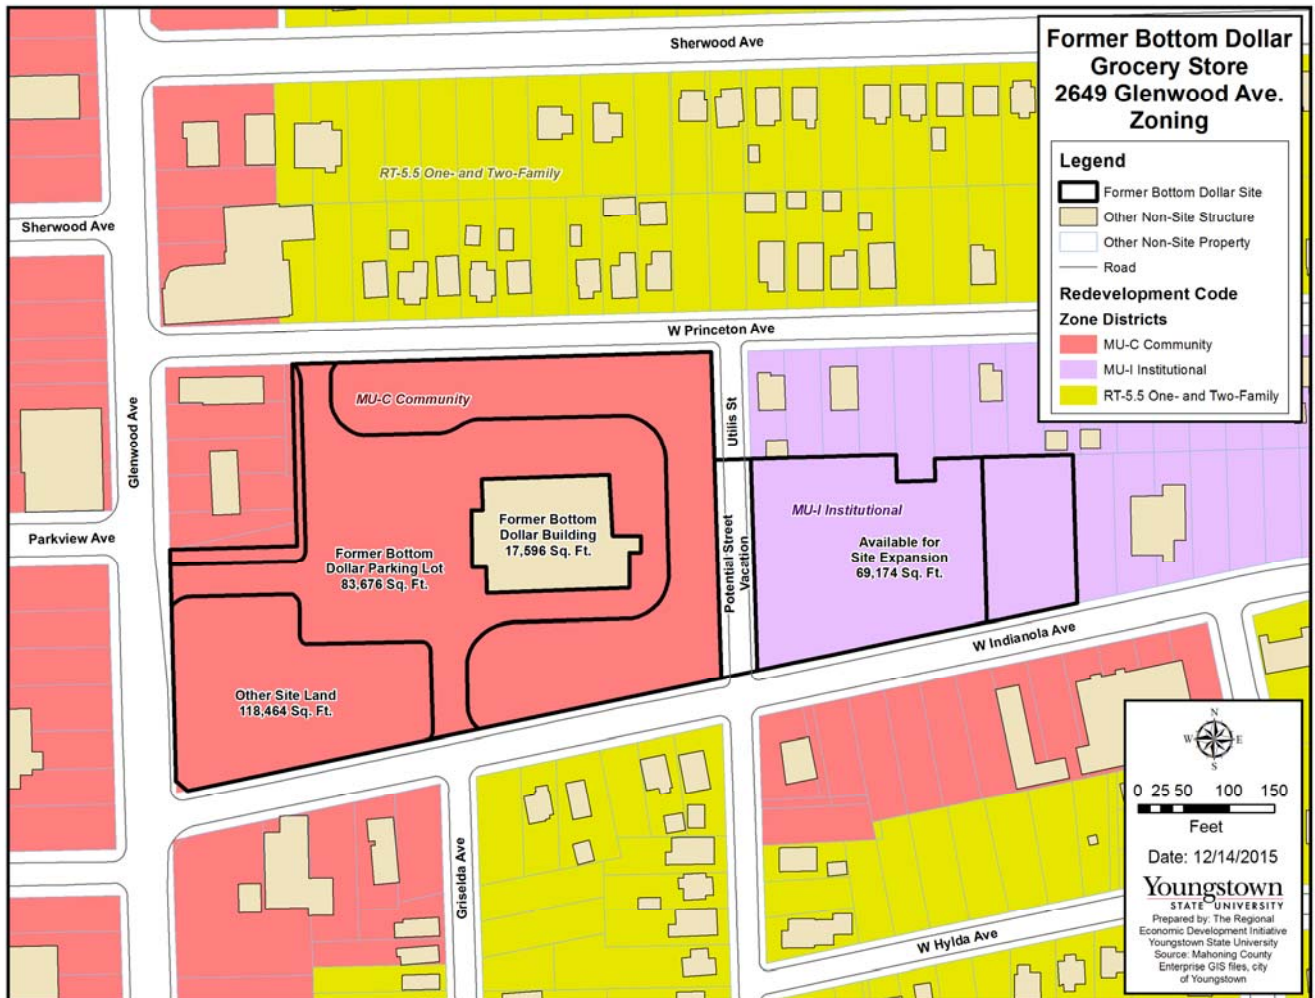 Sherwood Ave
Former Bottom Dollar
Grocery Store
2649 Glenwood Ave.
Zoning
Legend
Former Bottom Dollar Site
Other Non-Site Structure
Other Non-Site Property
Road
Redevelopment Code
Zone Districts
MU-C Community
MU-I Institutional
RT-5.5 One- and Two-Family
RT-5.5 One- and Two-Family
Sherwood Ave
W Princeton Ave
Glenwood Ave
MU-C Community
Utilis St
Parkview Ave
Former Bottom
Dollar Building
17,596 Sq. Ft.
Former Bottom
Dollar Parking Lot
83,676 Sq. Ft.
Potential Street
Vacation
MU-I Institutional
Available for
Site Expansion
69,174 Sq. Ft.
Other Site Land
118,464 Sq. Ft.
W Indianola Ave
Griselda Ave
W Hylda Ave
N
W E
S
0 25 50 100 150
Feet
Date: 12/14/2015
Youngstown
STATE UNIVERSITY
Prepared by: The Regional
Economic Development Initiative
Youngstown State University
Source: Mahoning County
Enterprise GIS files, city
of Youngstown